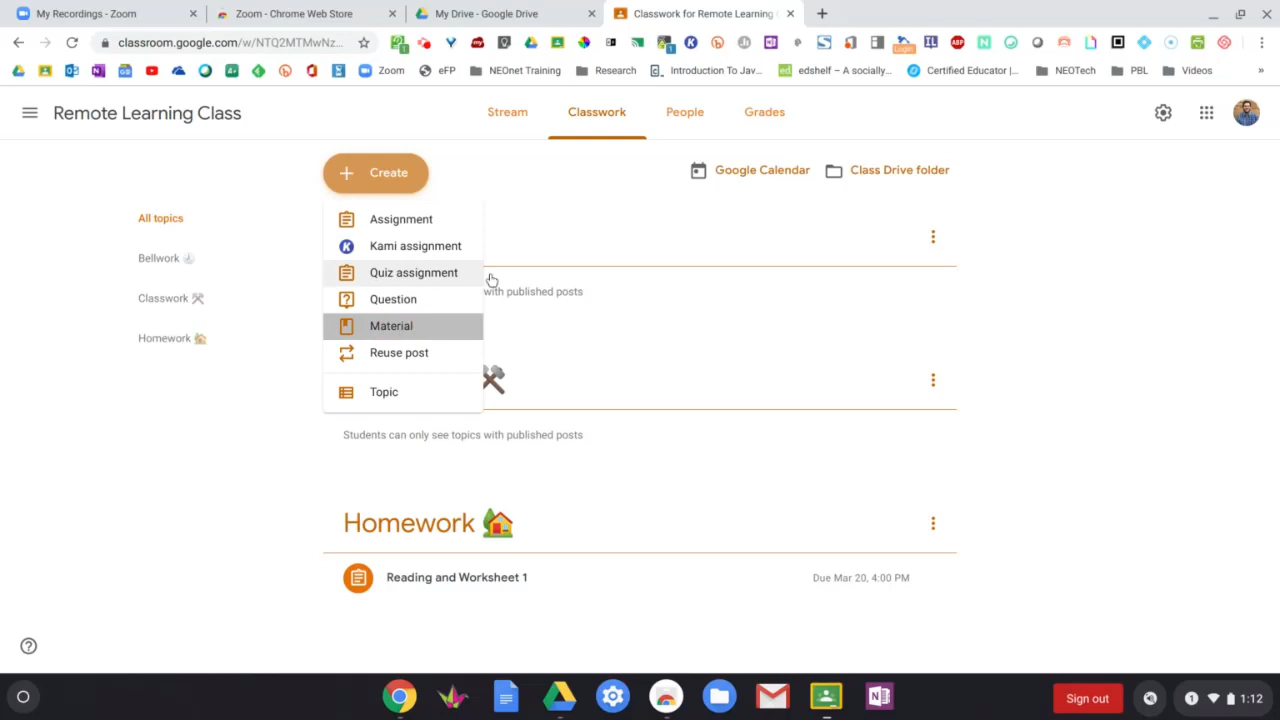 My Recordings - Zoom
Zoom - Chrome Web Store
My Drive - Google Drive
Classwork for Remote Learning
classroom.google.com/w/NTQ2MTMwNz...
Zoom
eFP
NEOnet Training
Research
Introduction To Jav...
edshelf – A socially...
Certified Educator |...
NEOTech
PBL
Videos
»
Remote Learning Class
Stream
Classwork
People
Grades
Create
Google Calendar
Class Drive folder
All topics
Bellwork
Classwork
Homework
Assignment
Kami assignment
Quiz assignment
Question
Material
Reuse post
Topic
with published posts
Students can only see topics with published posts
Homework
Reading and Worksheet 1
Due Mar 20, 4:00 PM
Sign out
1
1:12